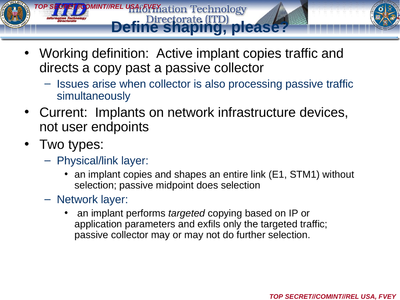 TOP SECRET//COMINT//REL USA, FVEY
ITD
Information Technology
Directorate
Information Technology
Directorate (ITD)
Define shaping, please?
• Working definition: Active implant copies traffic and
directs a copy past a passive collector
– Issues arise when collector is also processing passive traffic
simultaneously
• Current: Implants on network infrastructure devices,
not user endpoints
• Two types:
– Physical/link layer:
• an implant copies and shapes an entire link (E1, STM1) without
selection; passive midpoint does selection
– Network layer:
• an implant performs targeted copying based on IP or
application parameters and exfils only the targeted traffic;
passive collector may or may not do further selection.
TOP SECRET//COMINT//REL USA, FVEY